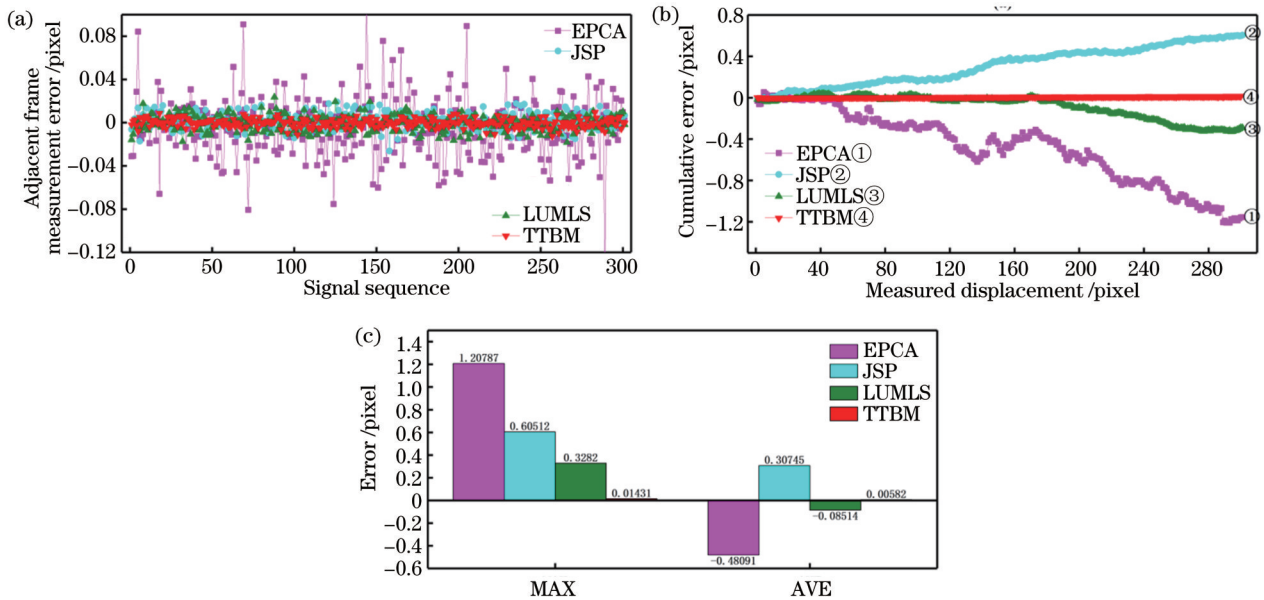 (a)
0.08
0.04
0
−0.04
−0.08
−0.12
Adjacent frame
measurement error /pixel
EPCA
JSP
LUMLS
TTBM
0 50 100 150 200 250 300
Signal sequence
(b)
0.8
0.4
0
−0.4
−0.8
−1.2
Cumulative error /pixel
②
④
③
①
EPCA①
JSP②
LUMLS③
TTBM④
0 40 80 120 160 200 240 280
Measured displacement /pixel
(c)
1.4
1.2
1.0
0.8
0.6
0.4
0.2
0
−0.2
−0.4
−0.6
Error /pixel
1.20787
0.60512
0.3282
0.01431
−0.48091
0.30745
−0.08514
0.00582
EPCA
JSP
LUMLS
TTBM
MAX AVE